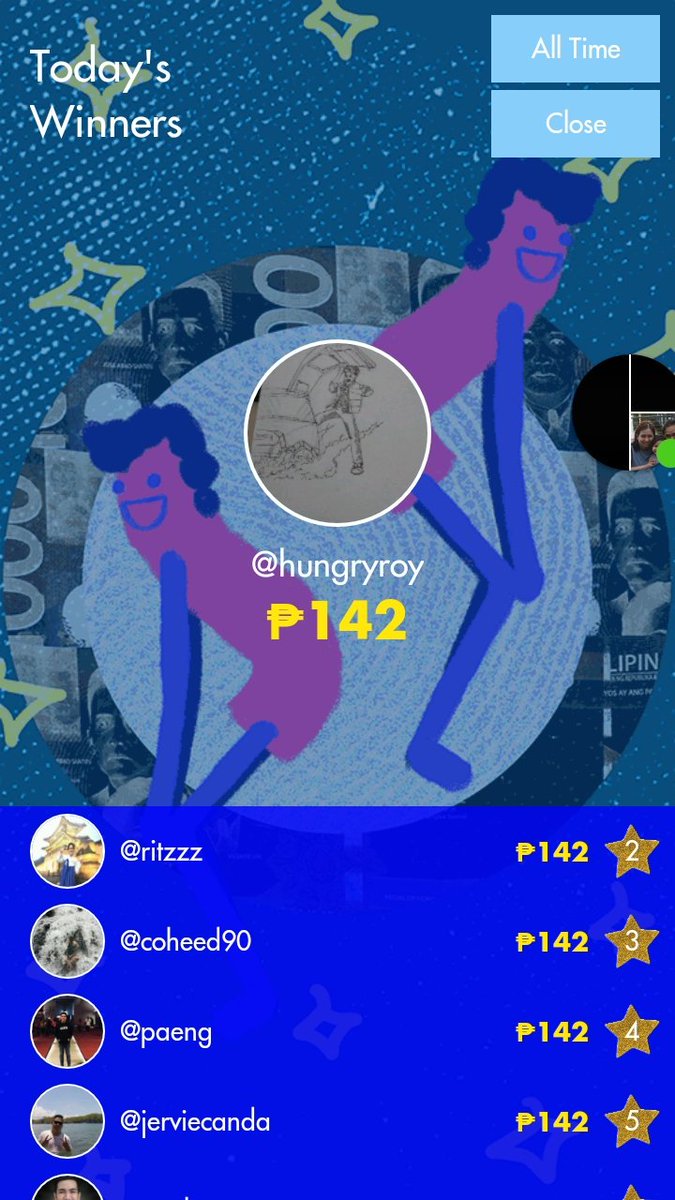 Today's
Winners
All Time
Close
@hungryroy
₱142
LIPIN
@ritzzz ₱142 2
@coheed90 ₱142 3
@paeng ₱142 4
@jerviecanda ₱142 5